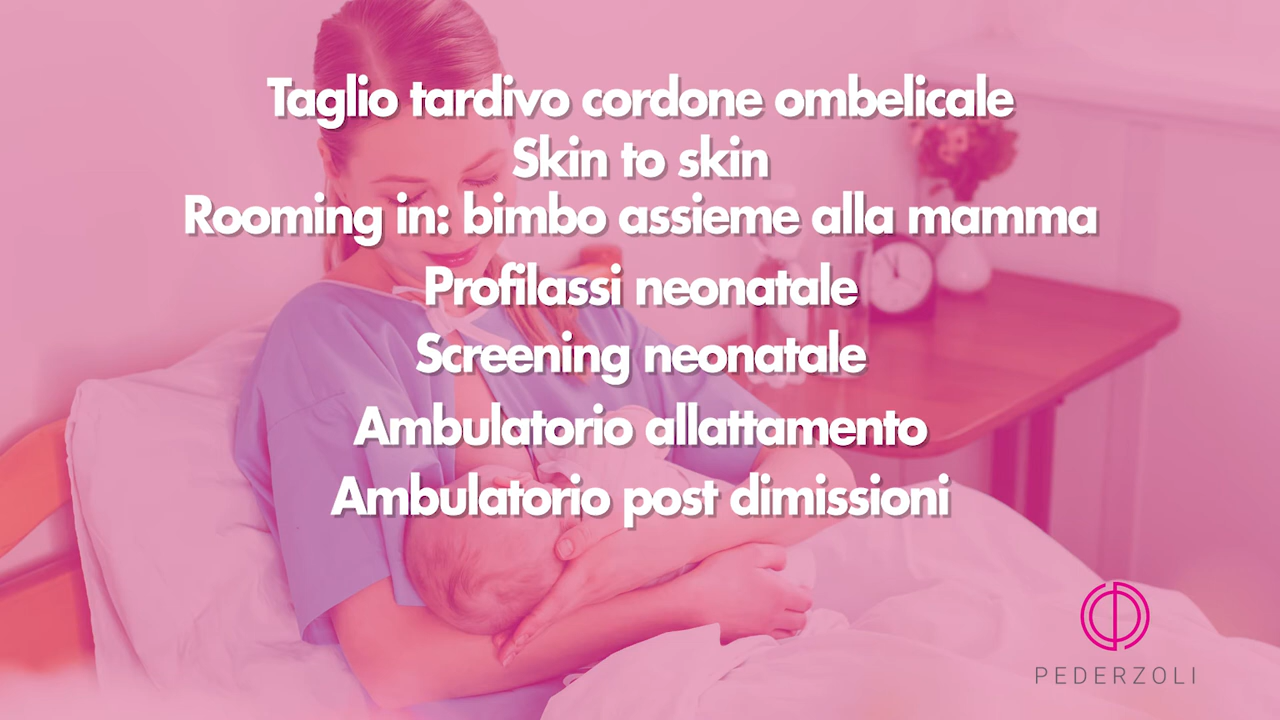 Taglio tardivo cordone ombelicale
Skin to skin
Rooming in: bimbo assieme alla mamma
Profilassi neonatale
Screening neonatale
Ambulatorio allattamento
Ambulatorio post dimissioni
PEDERZOLI